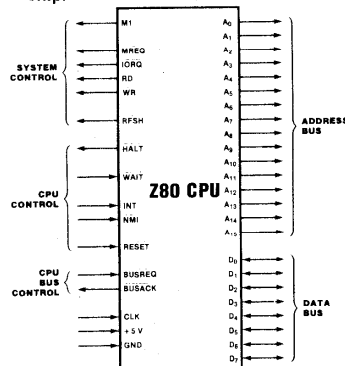 chip.
SYSTEM
CONTROL
CPU
CONTROL
CPU
BUS
CONTROL
M1
MREQ
IORQ
RD
WR
RFSH
HALT
WAIT
INT
NMI
RESET
BUSREQ
BUSACK
CLK
+5 V
GND
Z80 CPU
A0
A1
A2
A3
A4
A5
A6
A7
A8
A9
A10
A11
A12
A13
A14
A15
D0
D1
D2
D3
D4
D5
D6
D7
ADDRESS
BUS
DATA
BUS